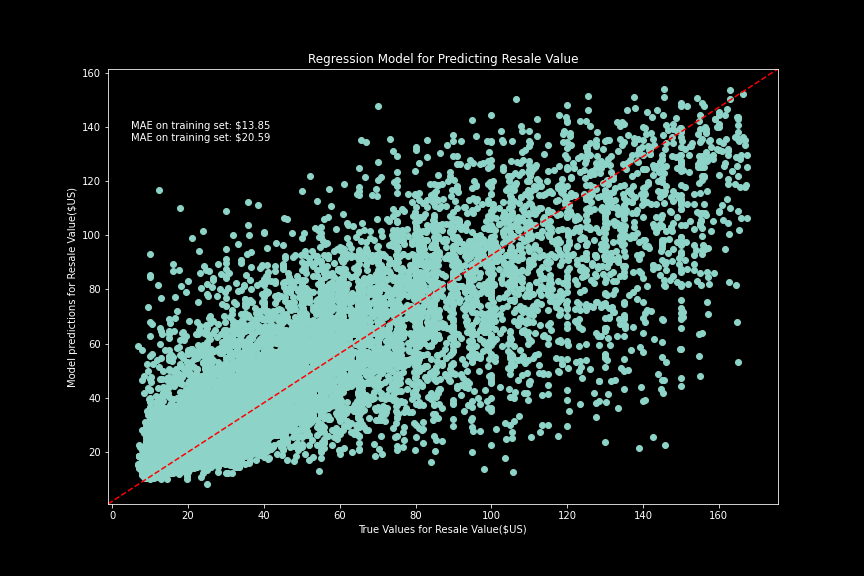 Regression Model for Predicting Resale Value
MAE on training set: $13.85
MAE on training set: $20.59
Model predictions for Resale Value($US)
160
140
120
100
80
60
40
20
0 20 40 60 80 100 120 140 160
True Values for Resale Value($US)